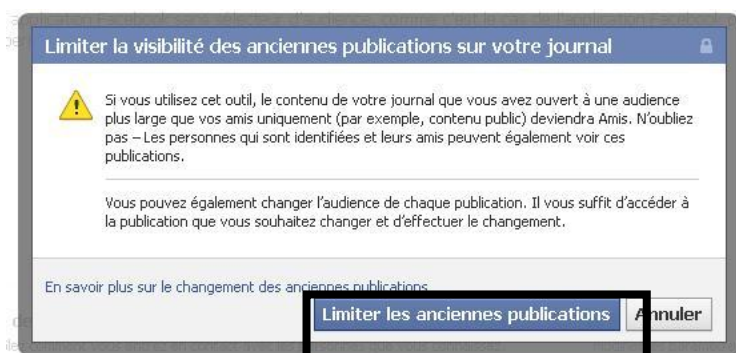 Limiter la visibilité des anciennes publications sur votre journal
Si vous utilisez cet outil, le contenu de votre journal que vous avez ouvert à une audience
plus large que vos amis uniquement (par exemple, contenu public) deviendra Amis. N'oubliez
pas – Les personnes qui sont identifiées et leurs amis peuvent également voir ces
publications.
Vous pouvez également changer l'audience de chaque publication. Il vous suffit d'accéder à
la publication que vous souhaitez changer et d'effectuer le changement.
En savoir plus sur le changement des anciennes publications
Limiter les anciennes publications Annuler